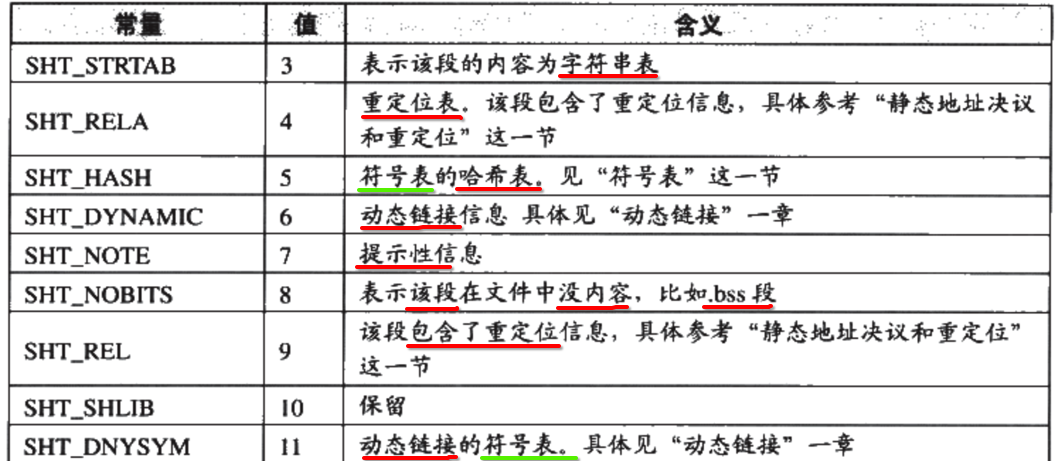 常量 值 含义
SHT_STRTAB 3 表示该段的内容为字符串表
SHT_RELA 4 重定位表。该段包含了重定位信息，具体参考“静态地址决议
和重定位”这一节
SHT_HASH 5 符号表的哈希表。见“符号表”这一节
SHT_DYNAMIC 6 动态链接信息 具体见“动态链接”一章
SHT_NOTE 7 提示性信息
SHT_NOBITS 8 表示该段在文件中没内容，比如.bss 段
SHT_REL 9 该段包含了重定位信息，具体参考“静态地址决议和重定位”
这一节
SHT_SHLIB 10 保留
SHT_DNYSYM 11 动态链接的符号表。具体见“动态链接”一章